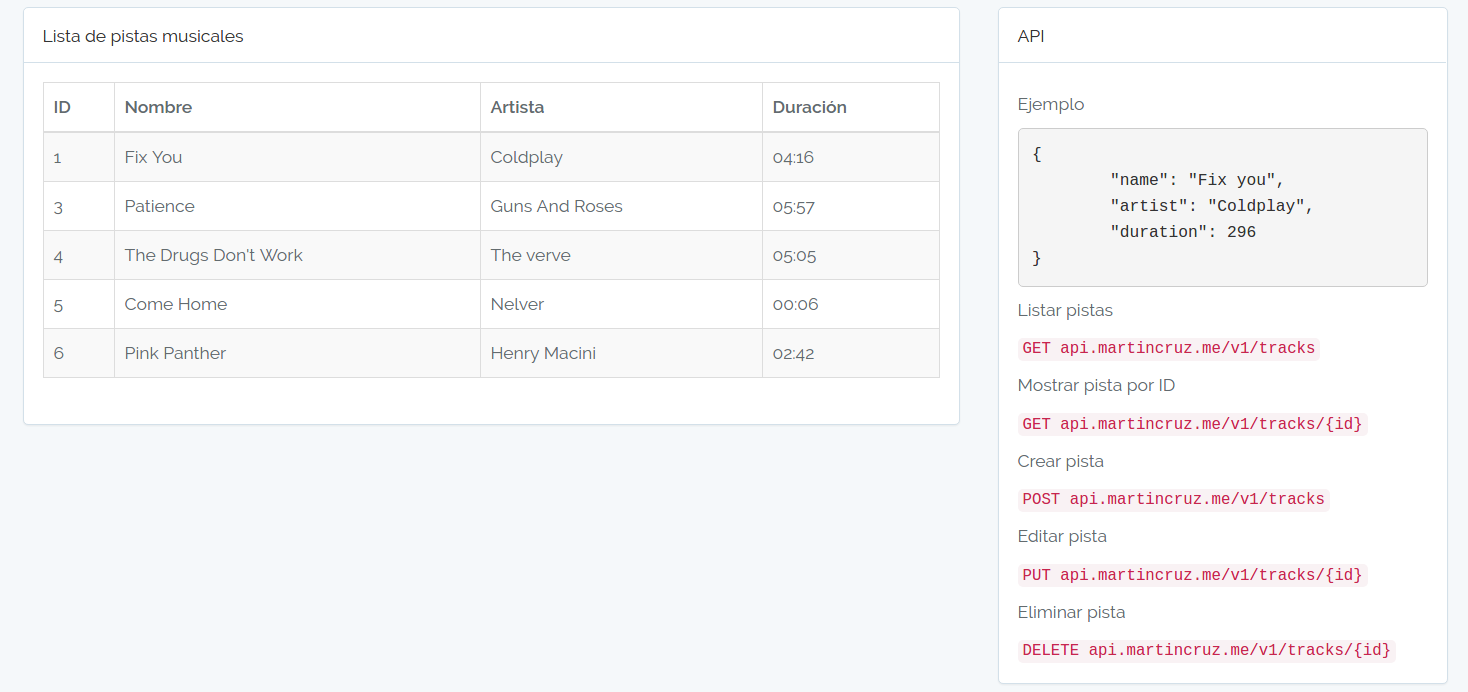 Lista de pistas musicales
ID Nombre Artista Duración
1 Fix You Coldplay 04:16
3 Patience Guns And Roses 05:57
4 The Drugs Don't Work The verve 05:05
5 Come Home Nelver 00:06
6 Pink Panther Henry Macini 02:42
API
Ejemplo
{
"name": "Fix you",
"artist": "Coldplay",
"duration": 296
}
Listar pistas
GET api.martincruz.me/v1/tracks
Mostrar pista por ID
GET api.martincruz.me/v1/tracks/{id}
Crear pista
POST api.martincruz.me/v1/tracks
Editar pista
PUT api.martincruz.me/v1/tracks/{id}
Eliminar pista
DELETE api.martincruz.me/v1/tracks/{id}